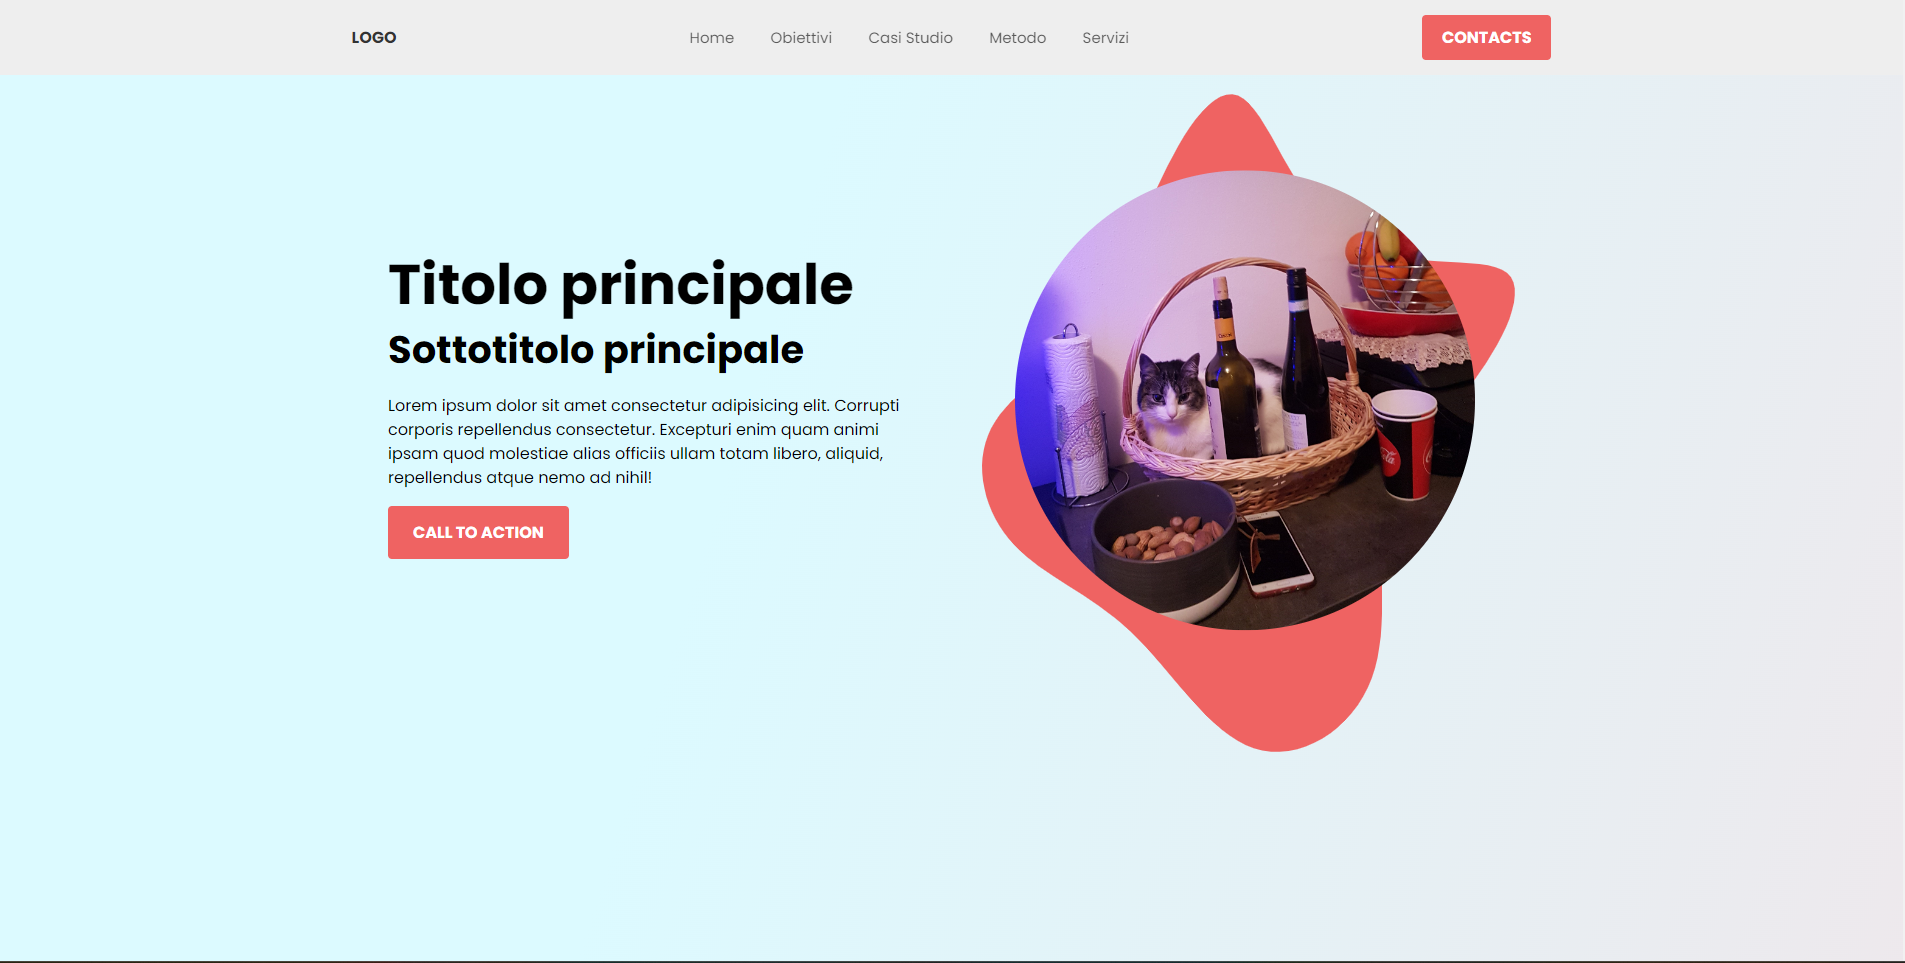 LOGO
Home Obiettivi Casi Studio Metodo Servizi
CONTACTS
Titolo principale
Sottotitolo principale
Lorem ipsum dolor sit amet consectetur adipisicing elit. Corrupti
corporis repellendus consectetur. Excepturi enim quam animi
ipsam quod molestiae alias officiis ullam totam libero, aliquid,
repellendus atque nemo ad nihil!
CALL TO ACTION